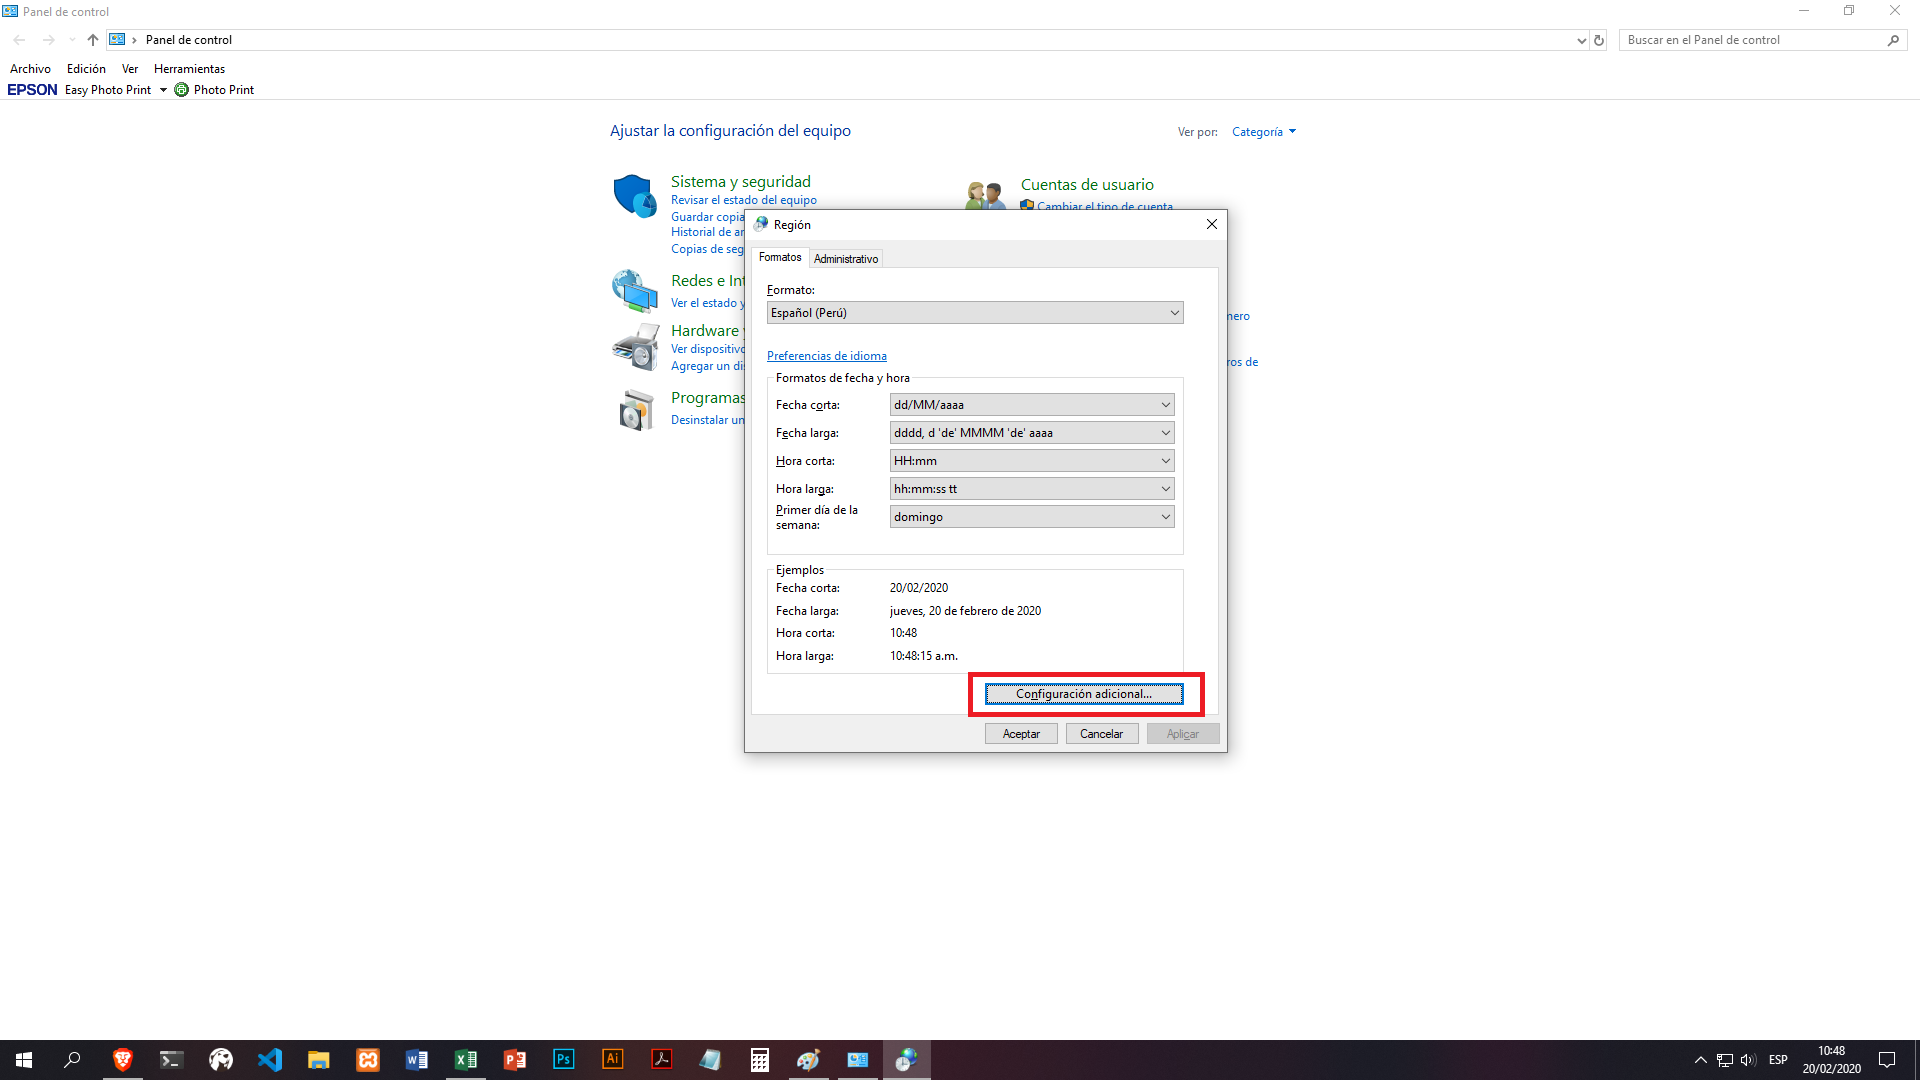 Panel de control
Panel de control
Buscar en el Panel de control
Archivo Edición Ver Herramientas
EPSON Easy Photo Print Photo Print
Ajustar la configuración del equipo
Ver por: Categoría
Sistema y seguridad
Revisar el estado del equipo
Guardar copia
Historial de ar
Copias de seg
Redes e Int
Ver el estado y
Hardware y
Ver dispositivo
Agregar un dis
Programas
Desinstalar un
Cuentas de usuario
Cambiar el tipo de cuenta
nero
ros de
Región
Formatos Administrativo
Formato:
Español (Perú)
Preferencias de idioma
Formatos de fecha y hora
Fecha corta: dd/MM/aaaa
Fecha larga: dddd, d 'de' MMMM 'de' aaaa
Hora corta: HH:mm
Hora larga: hh:mm:ss tt
Primer día de la
semana: domingo
Ejemplos
Fecha corta: 20/02/2020
Fecha larga: jueves, 20 de febrero de 2020
Hora corta: 10:48
Hora larga: 10:48:15 a.m.
Configuración adicional...
Aceptar Cancelar Aplicar
Ps
Ai
ESP
10:48
20/02/2020